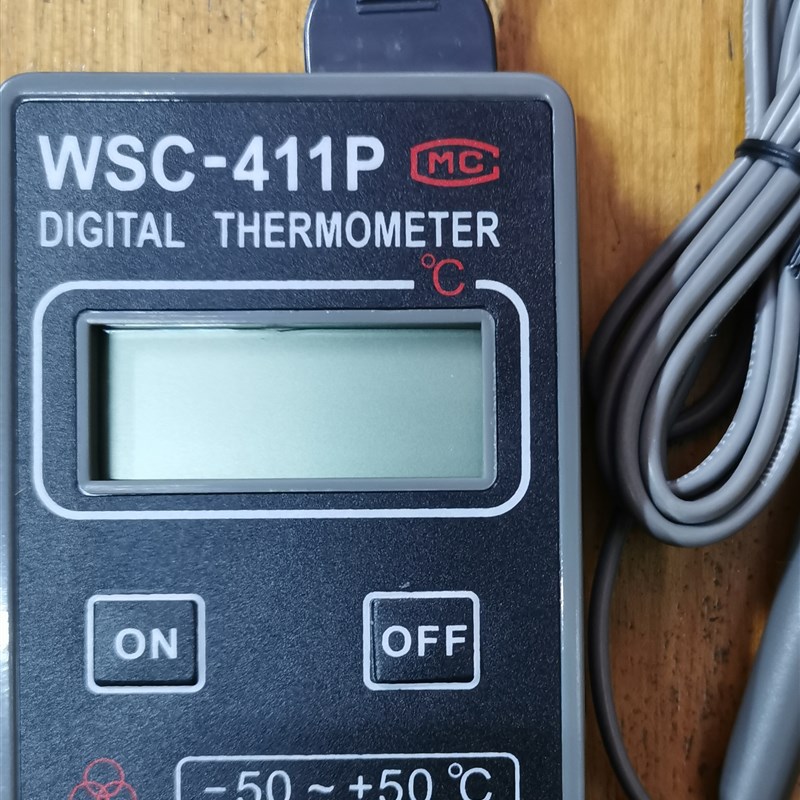 WSC-411P MC
DIGITAL THERMOMETER
°C
ON OFF
-50 ~ +50 °C